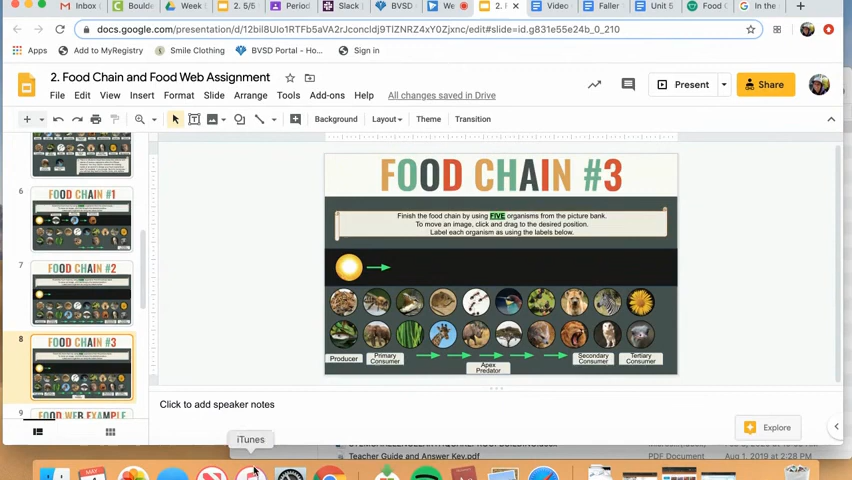 Inbox
Boulde
Week
2. 5/5
Period
Slack
BVSD
We
2.
Video
Faller
Unit 5
Food C
In the
docs.google.com/presentation/d/12bil8UIo1RTFb5aVA2rJconcIdj9TlZNRZ4xY0Zjxnc/edit#slide=id.g831e55e24b_0_210
Apps
Add to MyRegistry
Smile Clothing
BVSD Portal - Ho...
Sign in
2. Food Chain and Food Web Assignment
Present
Share
File Edit View Insert Format Slide Arrange Tools Add-ons Help All changes saved in Drive
Background Layout Theme Transition
6
FOOD CHAIN #1
7
FOOD CHAIN #2
8
FOOD CHAIN #3
9
FOOD WEB EXAMPLE
FOOD CHAIN #3
Finish the food chain by using FIVE organisms from the picture bank.
To move an image, click and drag to the desired position.
Label each organism as using the labels below.
Producer
Primary
Consumer
Apex
Predator
Secondary
Consumer
Tertiary
Consumer
Click to add speaker notes
Explore
iTunes
Teacher Guide and Answer Key.pdf
PDF Document
Aug 1, 2019 at 2:28 PM
MAY